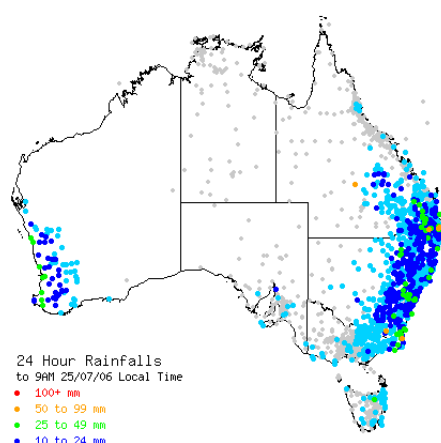 24 Hour Rainfalls
to 9AM 25/07/06 Local Time
100+ mm
50 to 99 mm
25 to 49 mm
10 to 24 mm